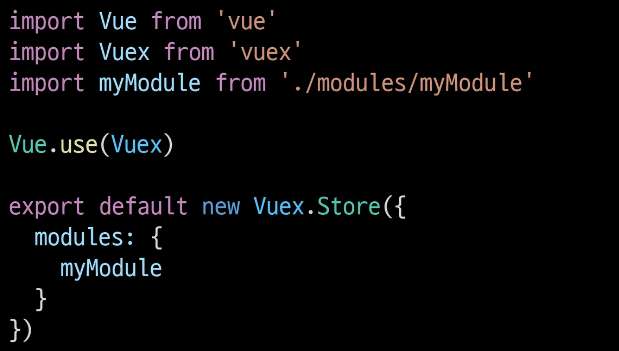 import Vue from 'vue'
import Vuex from 'vuex'
import myModule from './modules/myModule'

Vue.use(Vuex)

export default new Vuex.Store({
  modules: {
    myModule
  }
})